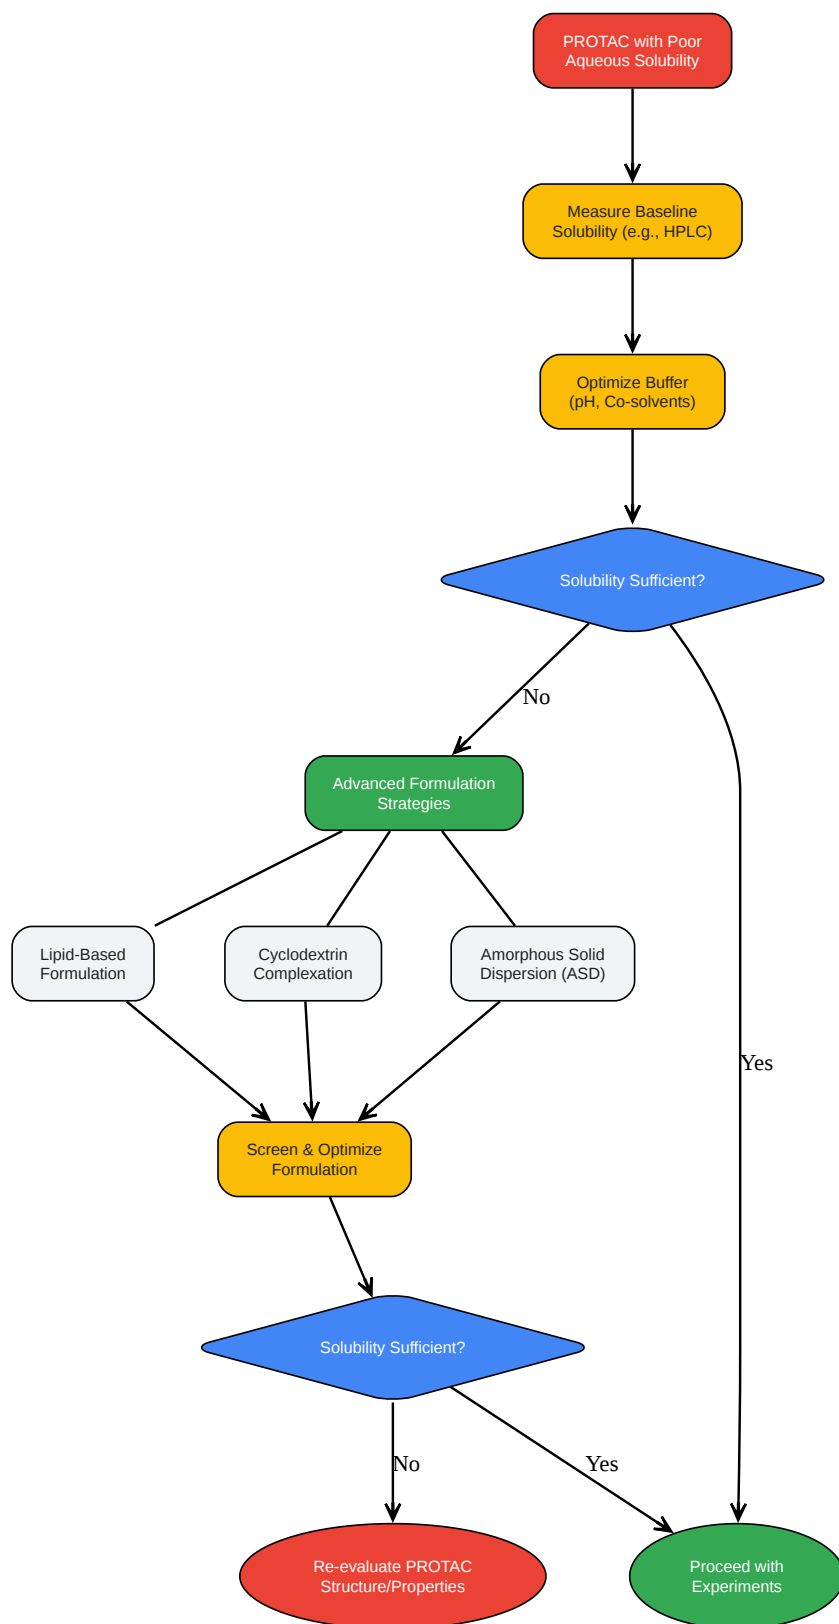 PROTAC with Poor
Aqueous Solubility
Measure Baseline
Solubility (e.g., HPLC)
Optimize Buffer
(pH, Co-solvents)
Solubility Sufficient?
No
Advanced Formulation
Strategies
Lipid-Based
Formulation
Cyclodextrin
Complexation
Amorphous Solid
Dispersion (ASD)
Yes
Screen & Optimize
Formulation
Solubility Sufficient?
No
Yes
Re-evaluate PROTAC
Structure/Properties
Proceed with
Experiments